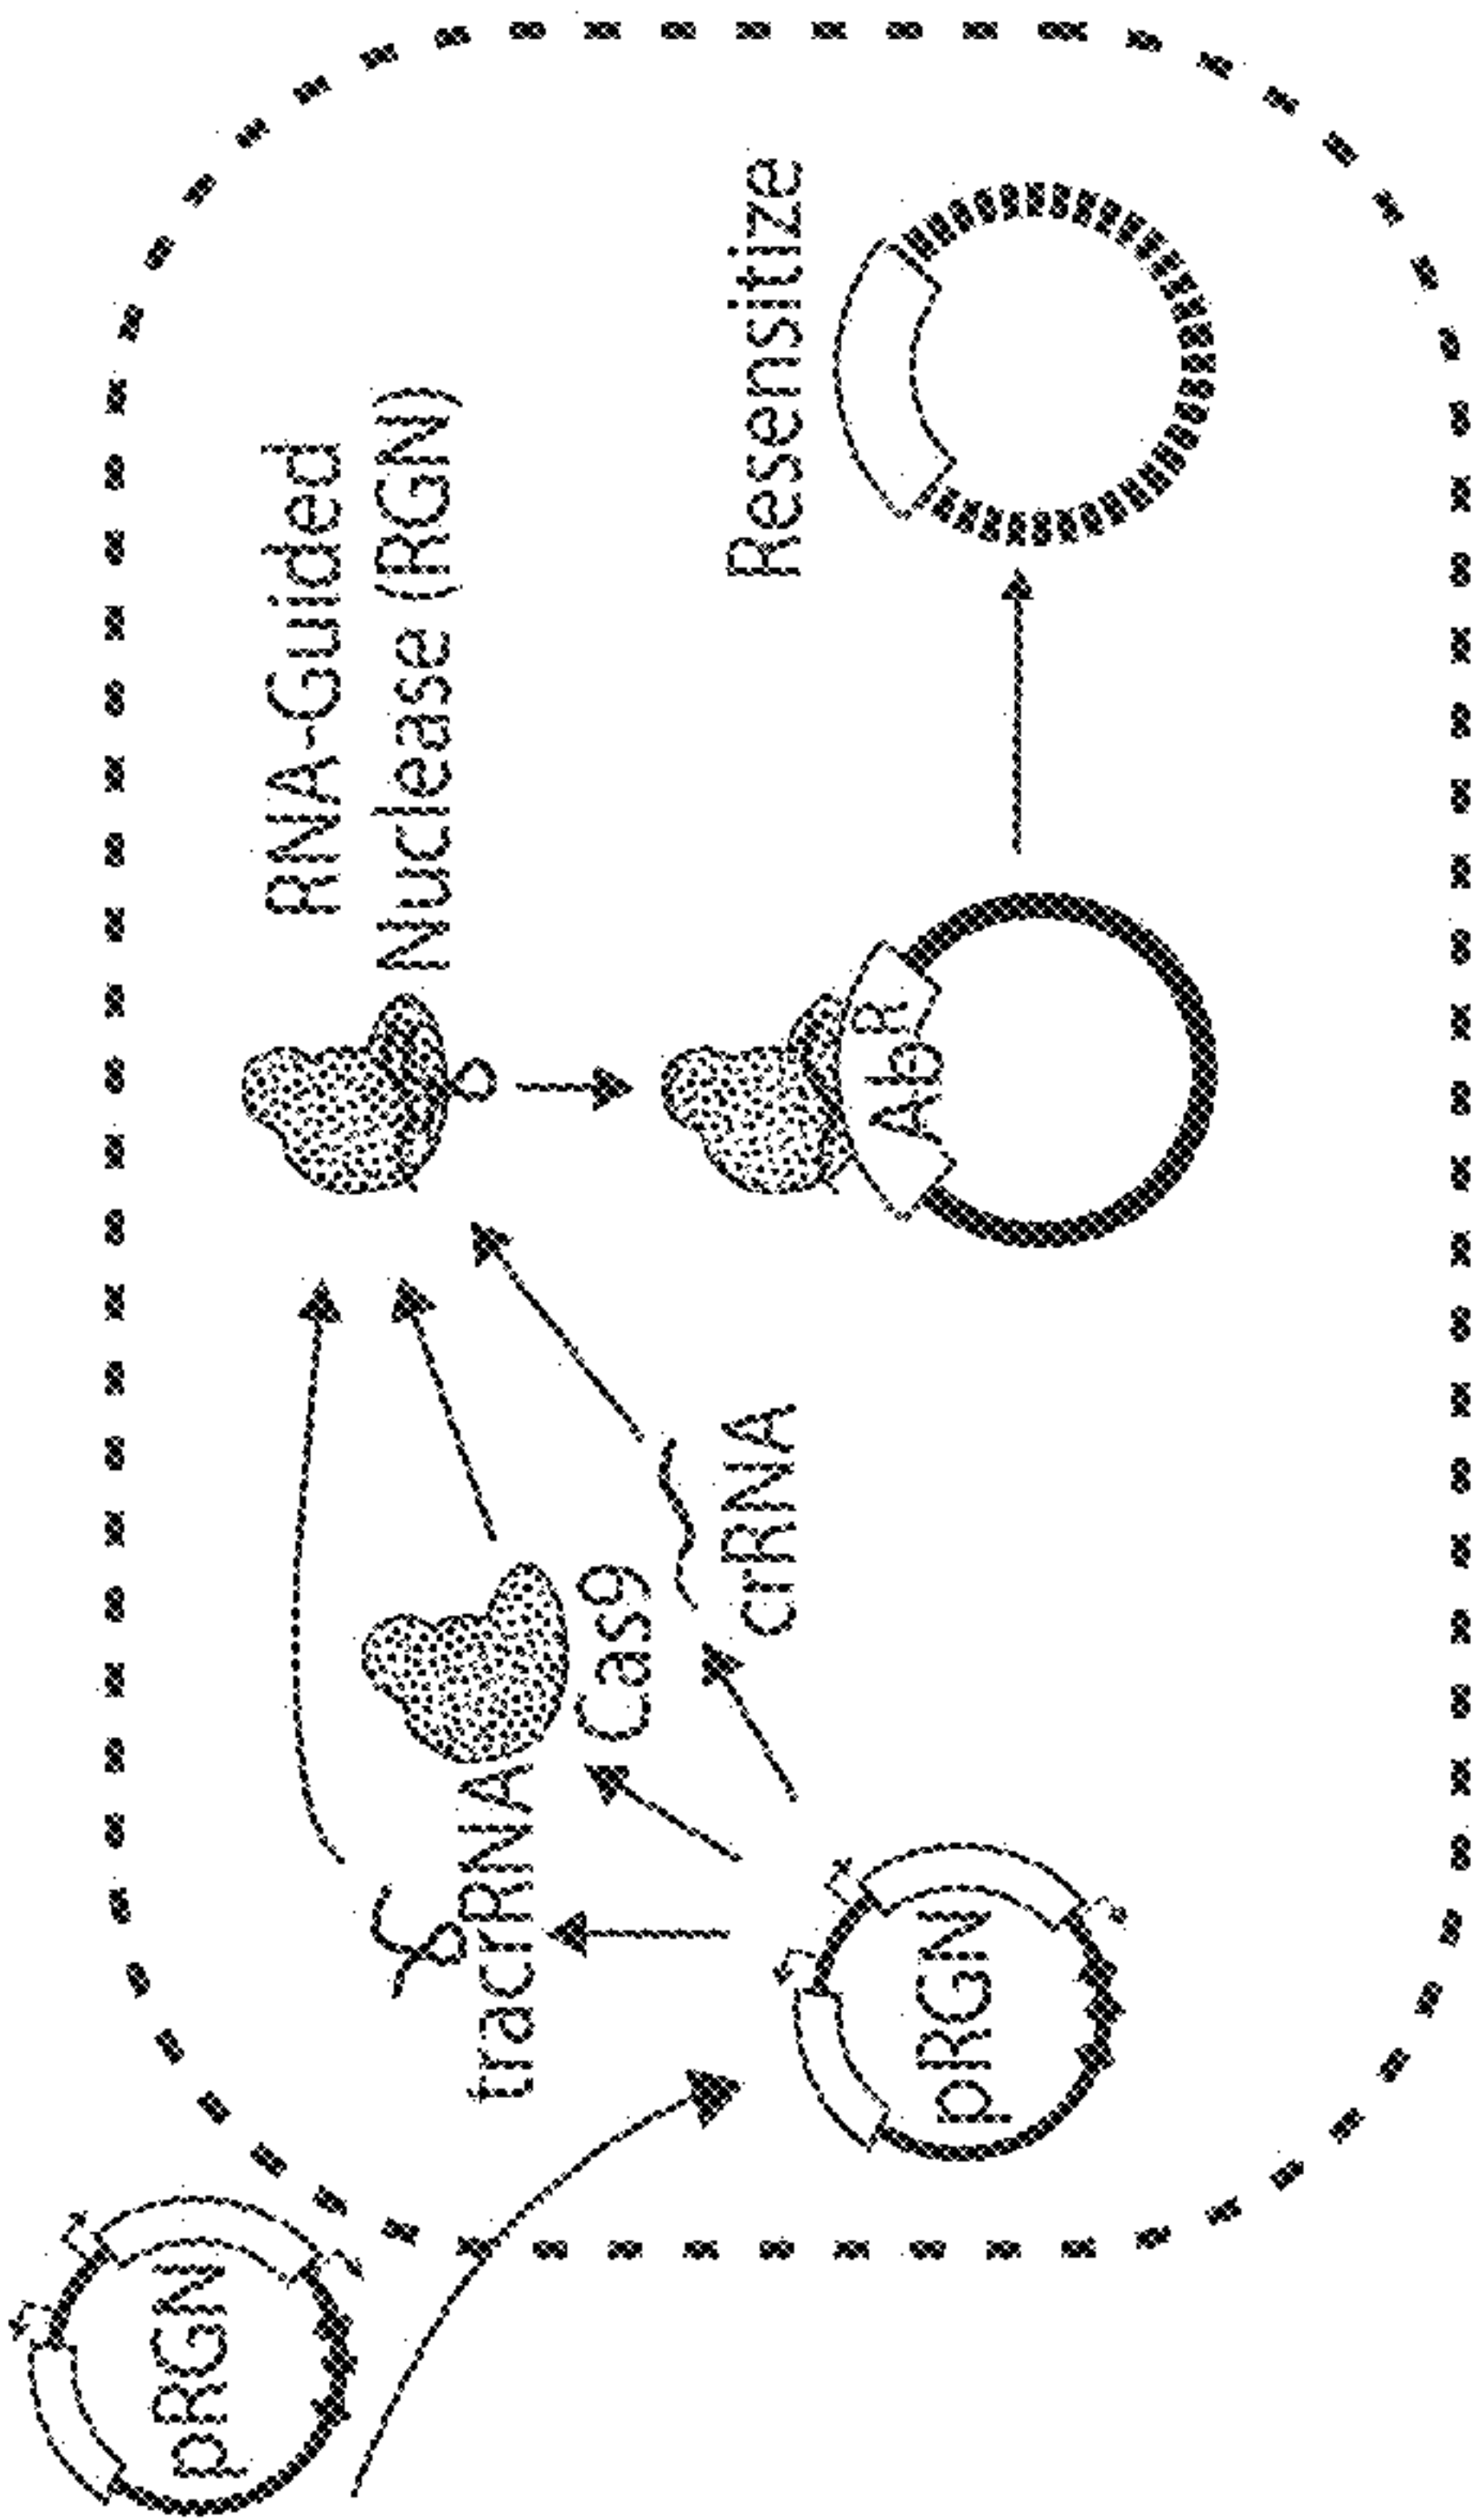 pRGN
pRGN
tracrRNA
Cas9
crRNA
RNA-Guided
Nuclease (RGN)
Abᴿ
Resensitize